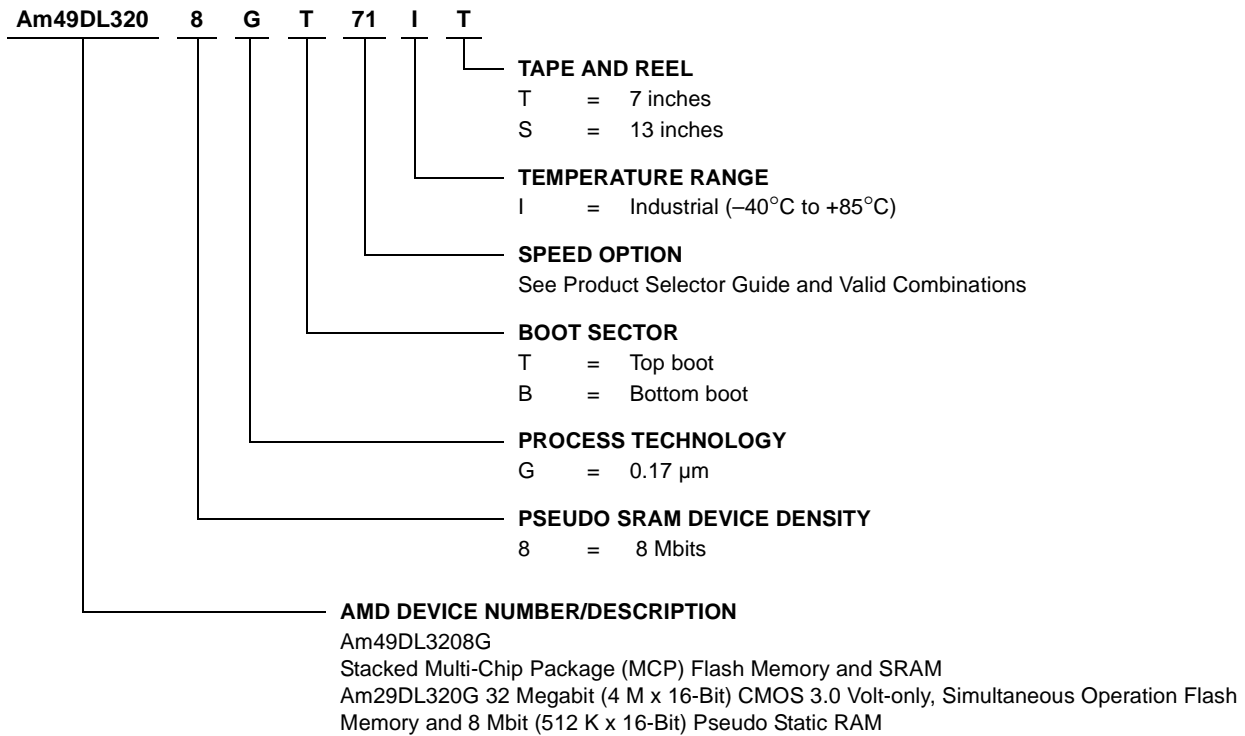 Am49DL320 8 G T 71 I T
TAPE AND REEL
T = 7 inches
S = 13 inches
TEMPERATURE RANGE
I = Industrial (–40°C to +85°C)
SPEED OPTION
See Product Selector Guide and Valid Combinations
BOOT SECTOR
T = Top boot
B = Bottom boot
PROCESS TECHNOLOGY
G = 0.17 µm
PSEUDO SRAM DEVICE DENSITY
8 = 8 Mbits
AMD DEVICE NUMBER/DESCRIPTION
Am49DL3208G
Stacked Multi-Chip Package (MCP) Flash Memory and SRAM
Am29DL320G 32 Megabit (4 M x 16-Bit) CMOS 3.0 Volt-only, Simultaneous Operation Flash
Memory and 8 Mbit (512 K x 16-Bit) Pseudo Static RAM